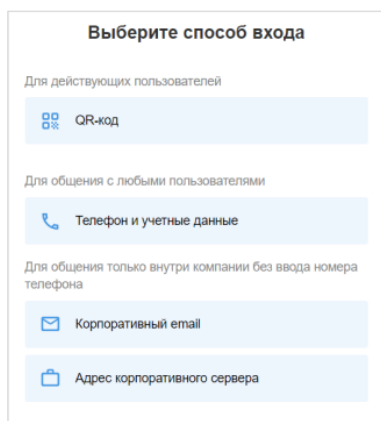 Выберите способ входа
Для действующих пользователей
QR-код
Для общения с любыми пользователями
Телефон и учетные данные
Для общения только внутри компании без ввода номера
телефона
Корпоративный email
Адрес корпоративного сервера